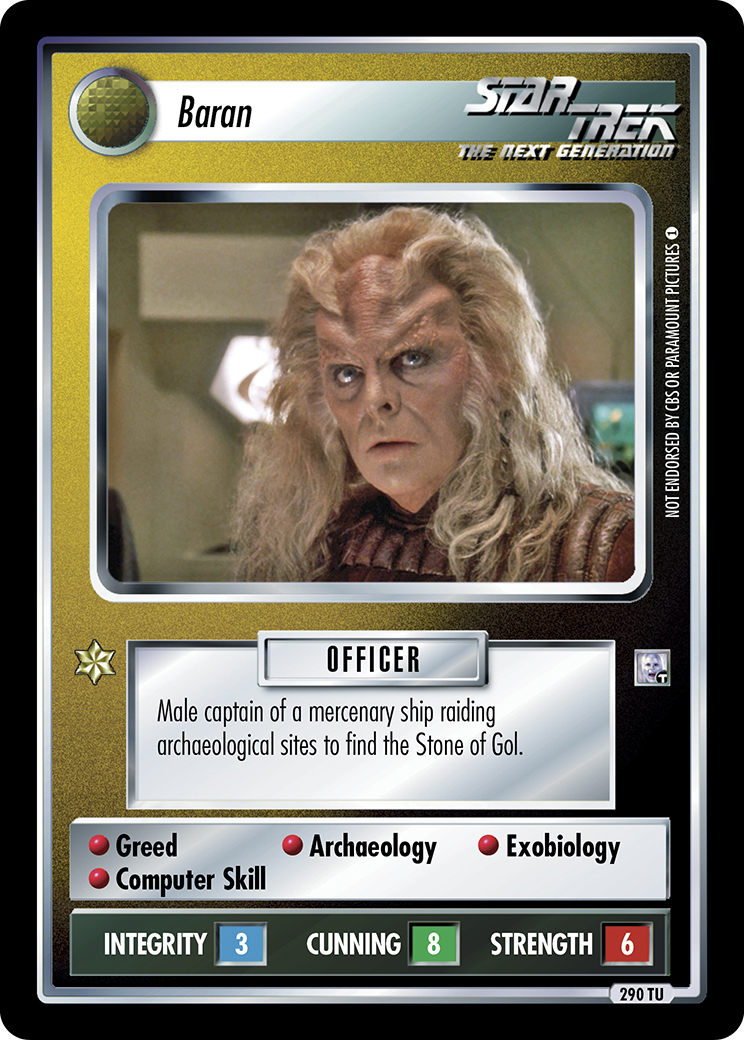 Baran
STAR TREK
THE NEXT GENERATION
NOT ENDORSED BY CBS OR PARAMOUNT PICTURES 1
OFFICER
Male captain of a mercenary ship raiding
archaeological sites to find the Stone of Gol.
T
Greed Archaeology Exobiology
Computer Skill
INTEGRITY 3 CUNNING 8 STRENGTH 6
290 TU